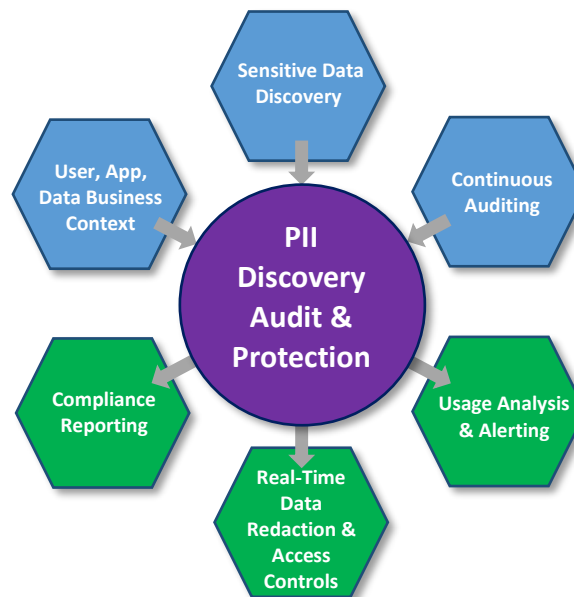 Sensitive Data
Discovery
User, App,
Data Business
Context
Continuous
Auditing
PII
Discovery
Audit &
Protection
Compliance
Reporting
Usage Analysis
& Alerting
Real-Time
Data
Redaction &
Access
Controls